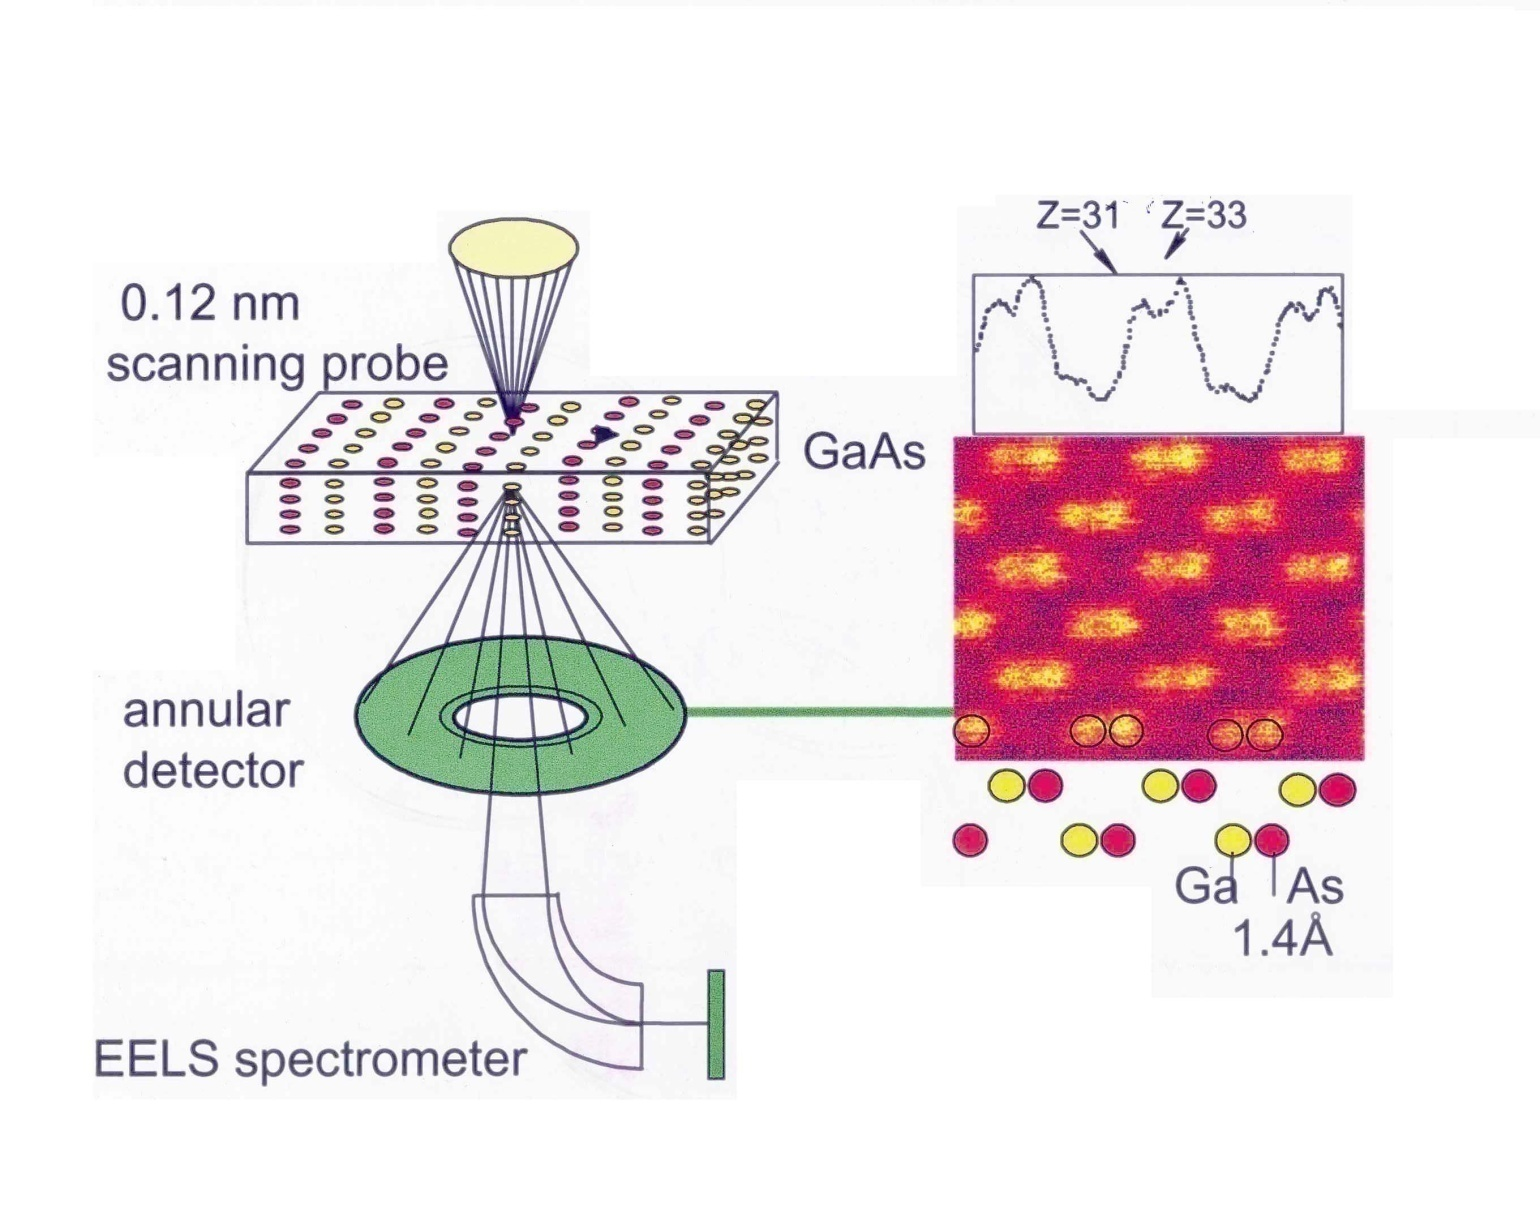 Z=31 Z=33
0.12 nm
scanning probe
GaAs
annular
detector
Ga As
1.4Å
EELS spectrometer